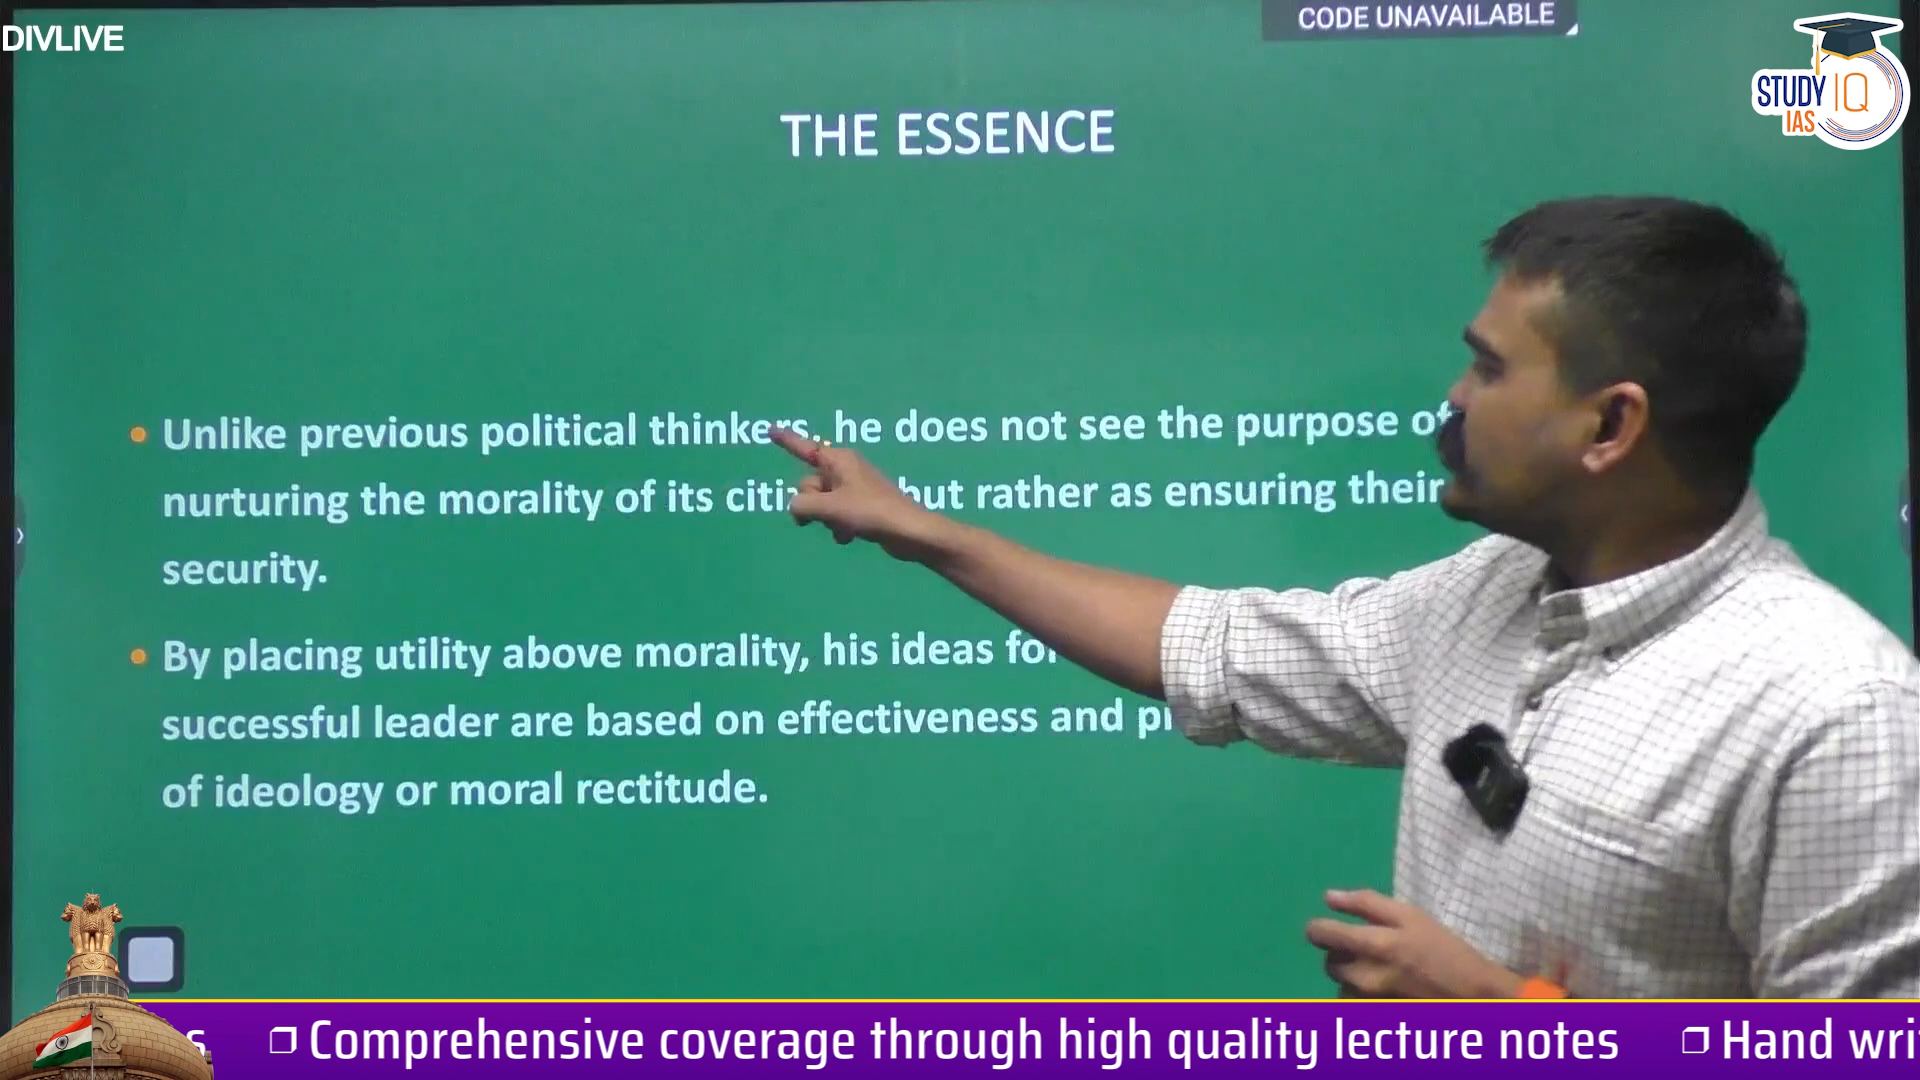 DIVLIVE
CODE UNAVAILABLE
STUDY IQ
IAS
THE ESSENCE
Unlike previous political thinkers, he does not see the purpose of
nurturing the morality of its but rather as ensuring their
security.
By placing utility above morality, his ideas
successful leader are based on effectiveness and
of ideology or moral rectitude.
Comprehensive coverage through high quality lecture notes
Hand